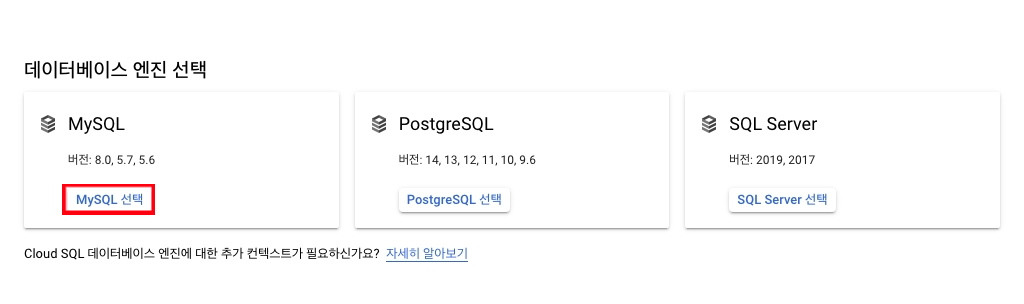 데이터베이스 엔진 선택
MySQL
버전: 8.0, 5.7, 5.6
MySQL 선택
PostgreSQL
버전: 14, 13, 12, 11, 10, 9.6
PostgreSQL 선택
SQL Server
버전: 2019, 2017
SQL Server 선택
Cloud SQL 데이터베이스 엔진에 대한 추가 컨텍스트가 필요하신가요? 자세히 알아보기